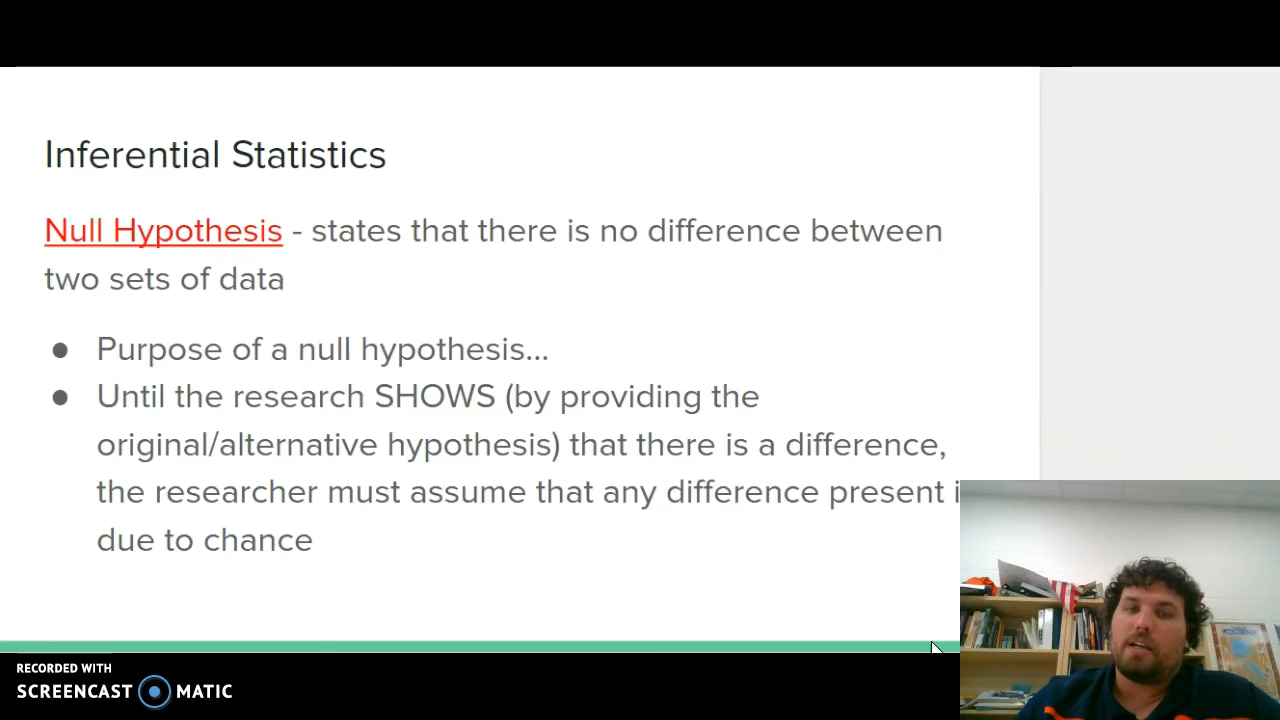 Inferential Statistics
Null Hypothesis - states that there is no difference between
two sets of data
● Purpose of a null hypothesis...
● Until the research SHOWS (by providing the
original/alternative hypothesis) that there is a difference,
the researcher must assume that any difference present
due to chance
RECORDED WITH
SCREENCAST MATIC